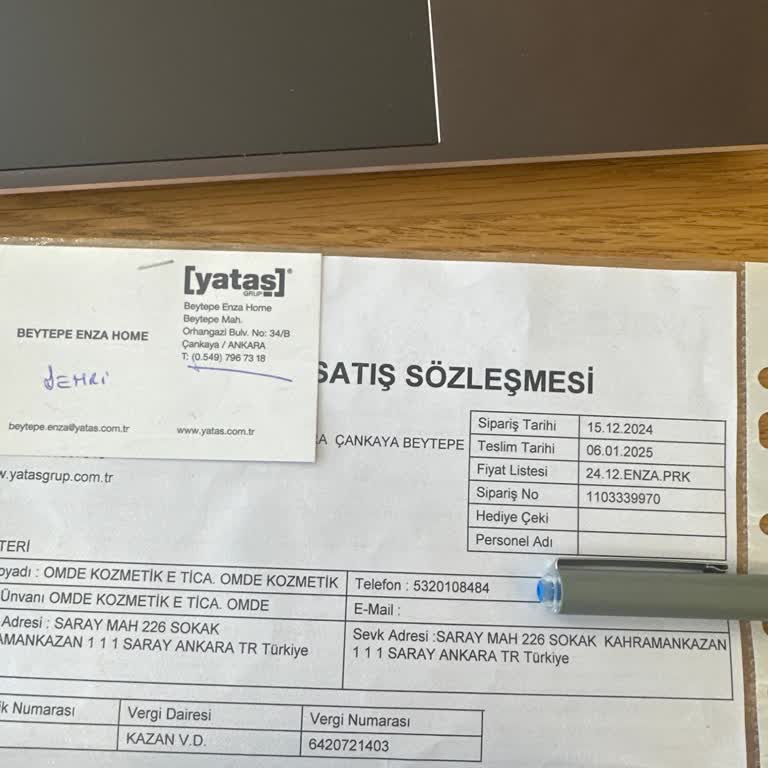 [yataş]®
GRUP
Beytepe Enza Home
Beytepe Mah.
Orhangazi Bulv. No: 34/B
Çankaya / ANKARA
T: (0.549) 796 73 18
BEYTEPE ENZA HOME
beytepe.enza@yatas.com.tr
www.yatas.com.tr
SATIŞ SÖZLEŞMESİ
RA ÇANKAYA BEYTEPE
w.yatasgrup.com.tr
Sipariş Tarihi 15.12.2024
Teslim Tarihi 06.01.2025
Fiyat Listesi 24.12.ENZA.PRK
Sipariş No 1103339970
Hediye Çeki
Personel Adı
TERİ
oyadı : OMDE KOZMETİK E TİCA. OMDE KOZMETİK
Telefon : 5320108484
Ünvanı OMDE KOZMETİK E TİCA. OMDE
E-Mail :
Adresi : SARAY MAH 226 SOKAK
AMANKAZAN 1 1 1 SARAY ANKARA TR Türkiye
Sevk Adresi :SARAY MAH 226 SOKAK KAHRAMANKAZAN
1 1 1 SARAY ANKARA TR Türkiye
ik Numarası Vergi Dairesi Vergi Numarası
KAZAN V.D. 6420721403